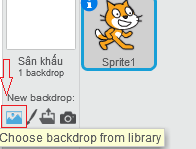 Sân khấu
1 backdrop
Sprite1
New backdrop:
Choose backdrop from library